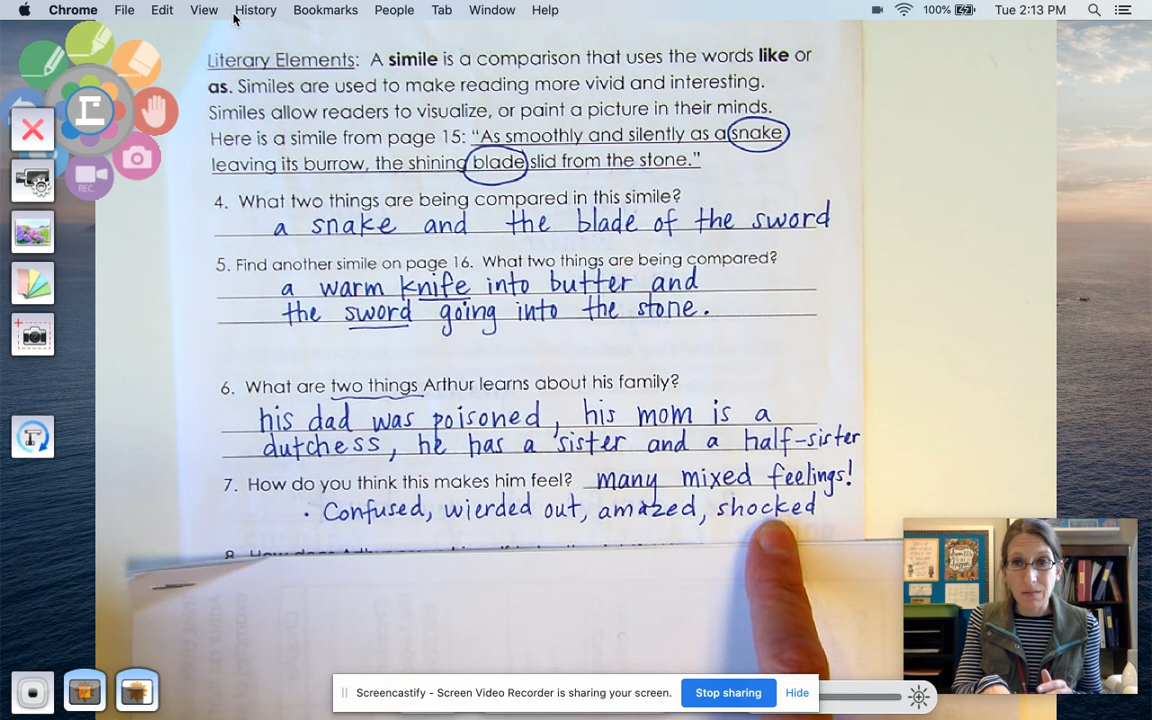 Chrome File Edit View History Bookmarks People Tab Window Help 100% Tue 2:13 PM
Literary Elements: A simile is a comparison that uses the words like or
as. Similes are used to make reading more vivid and interesting.
Similes allow readers to visualize, or paint a picture in their minds.
Here is a simile from page 15: "As smoothly and silently as a snake
leaving its burrow, the shining blade slid from the stone."
4. What two things are being compared in this simile?
a snake and the blade of the sword
5. Find another simile on page 16. What two things are being compared?
a warm knife into butter and
the sword going into the stone.
6. What are two things Arthur learns about his family?
his dad was poisoned, his mom is a
dutchess, he has a sister and a half-sister
7. How do you think this makes him feel? many mixed feelings!
. Confused, wierded out, amazed, shocked
REC
Screencastify - Screen Video Recorder is sharing your screen. Stop sharing Hide